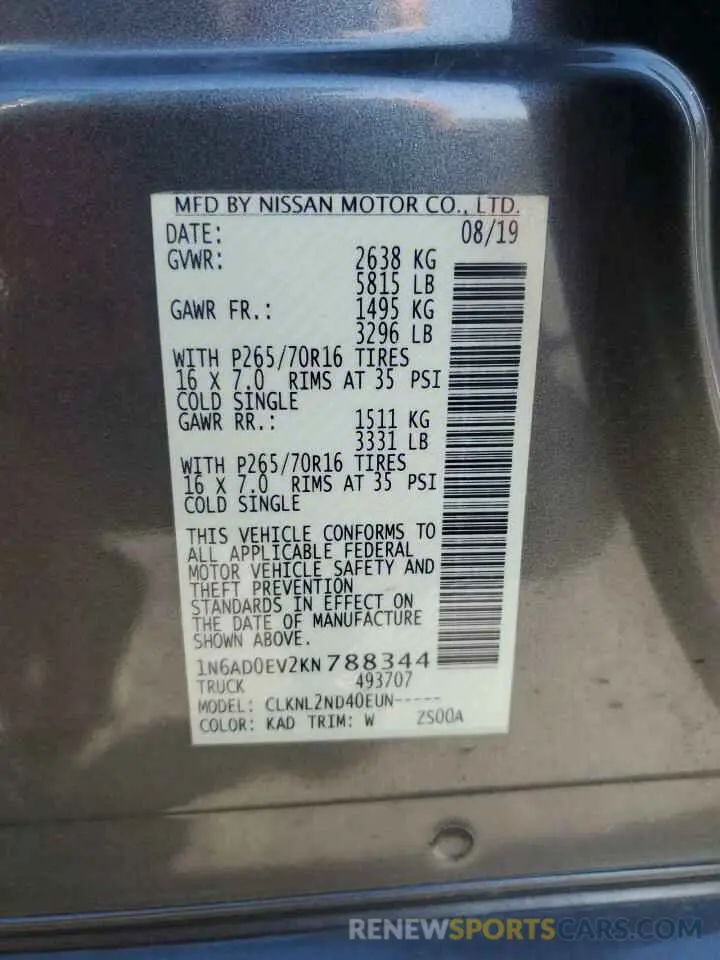 MFD BY NISSAN MOTOR CO., LTD.
DATE: 08/19
GVWR: 2638 KG
5815 LB
GAWR FR.: 1495 KG
3296 LB
WITH P265/70R16 TIRES
16 X 7.0 RIMS AT 35 PSI
COLD SINGLE
GAWR RR.: 1511 KG
3331 LB
WITH P265/70R16 TIRES
16 X 7.0 RIMS AT 35 PSI
COLD SINGLE
THIS VEHICLE CONFORMS TO
ALL APPLICABLE FEDERAL
MOTOR VEHICLE SAFETY AND
THEFT PREVENTION
STANDARDS IN EFFECT ON
THE DATE OF MANUFACTURE
SHOWN ABOVE.
1N6AD0EV2KN788344
TRUCK 493707
MODEL: CLKNL2ND40EUN-----
COLOR: KAD TRIM: W ZS00A
RENEWSPORTSCARS.COM